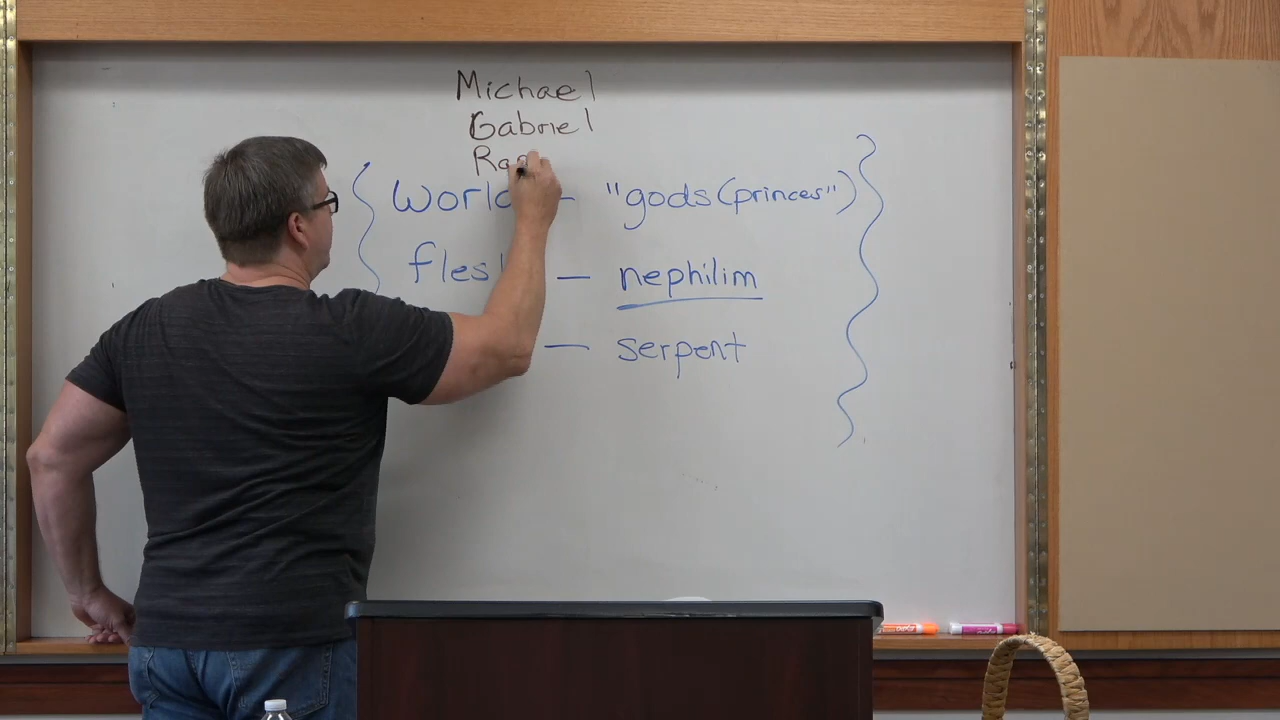 Michael
Gabriel
World — "gods (princes")
flesh — nephilim
— serpent